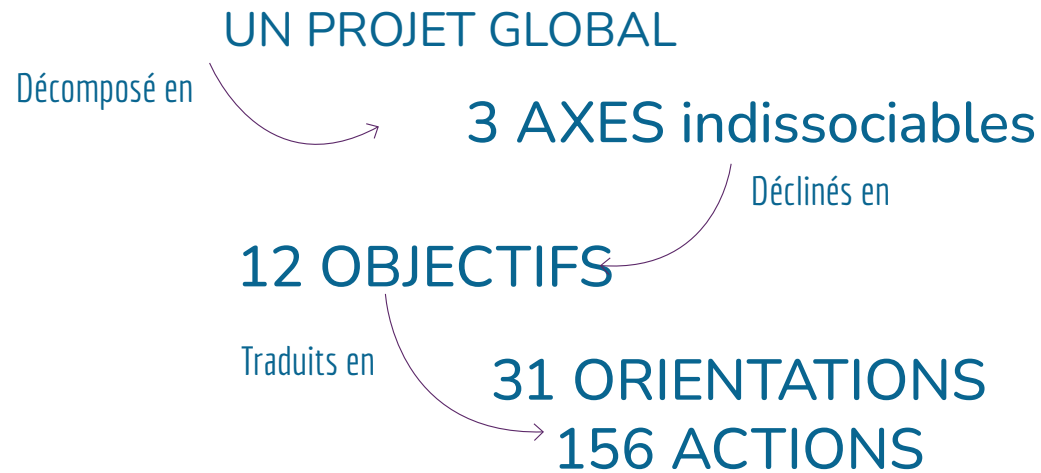 UN PROJET GLOBAL
Décomposé en
3 AXES indissociables
Déclinés en
12 OBJECTIFS
Traduits en
31 ORIENTATIONS
156 ACTIONS